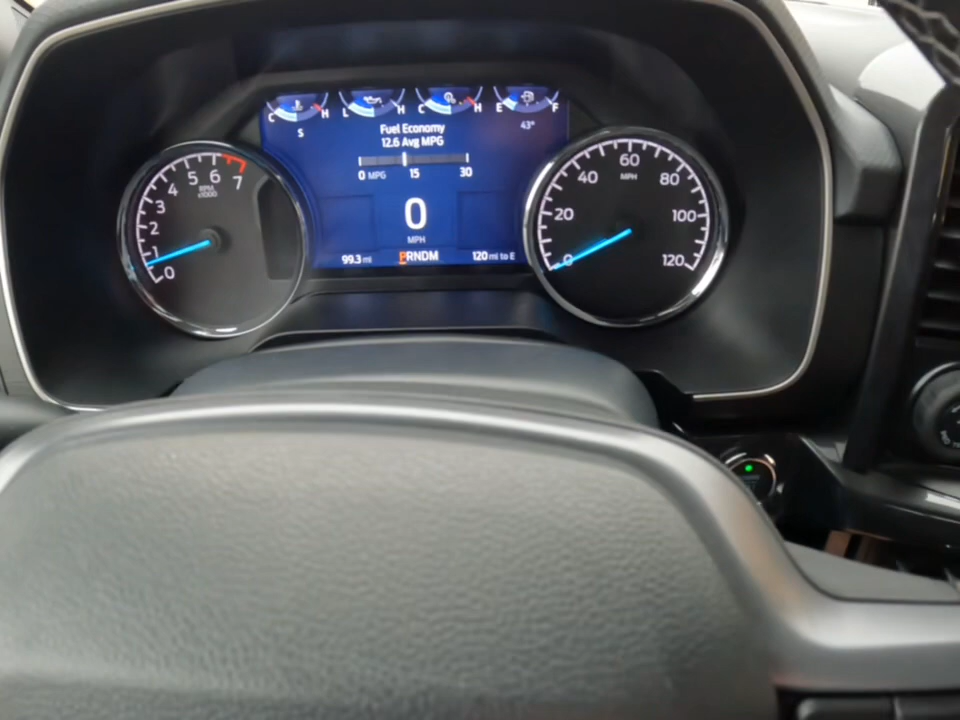 C H L H C H E F
S
43°
Fuel Economy
12.6 Avg MPG
0 MPG 15 30
0
MPH
99.3 mi PRNDM 120 mi to E
0 1 2 3 4 5 6 7
RPM
x1000
0 20 40 60 80 100 120
MPH